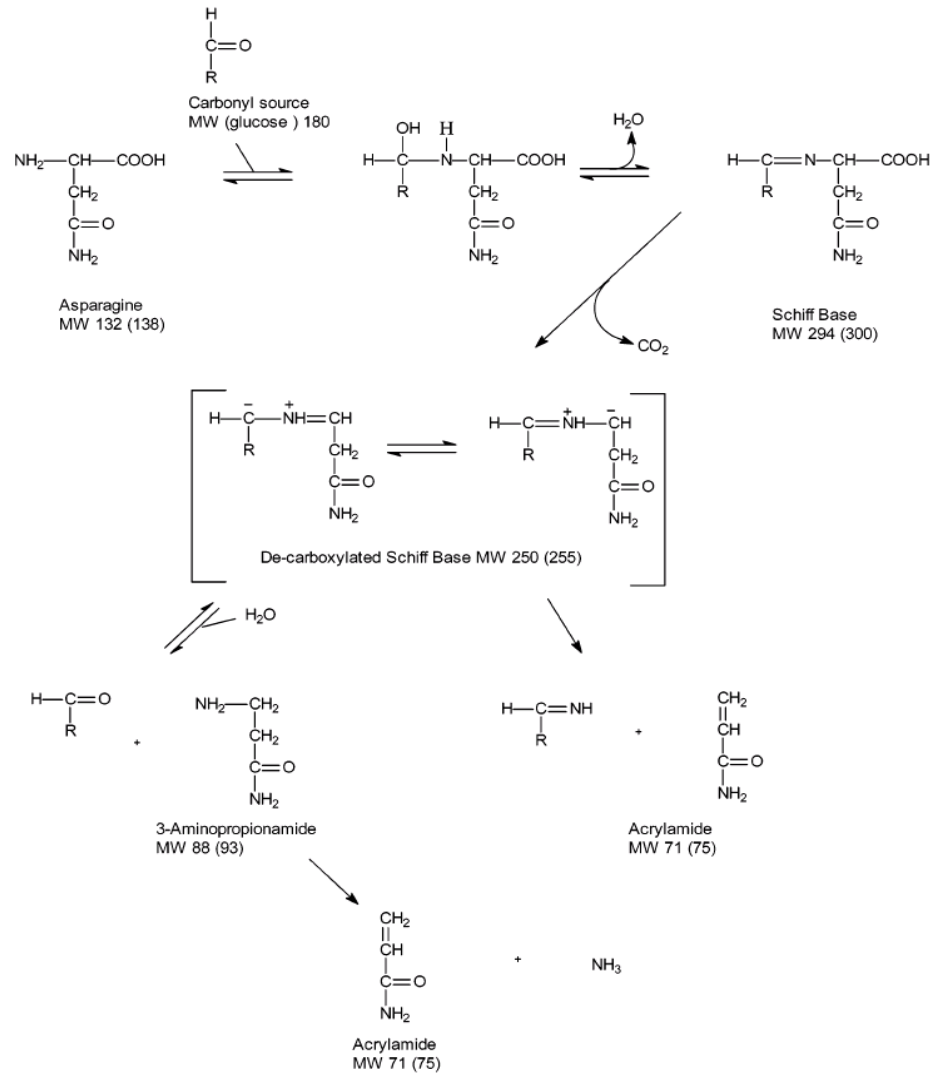 H
C=O
R
Carbonyl source
MW (glucose ) 180
NH2—CH—COOH
CH2
C=O
NH2
Asparagine
MW 132 (138)
OH H
H—C—N—CH—COOH
R CH2
C=O
NH2
H2O
H—C=N—CH—COOH
R CH2
C=O
NH2
Schiff Base
MW 294 (300)
CO2
− +
H—C—NH=CH
R CH2
C=O
NH2
+ −
H—C=NH—CH
R CH2
C=O
NH2
De-carboxylated Schiff Base MW 250 (255)
H2O
H—C=O
R
+
NH2—CH2
CH2
C=O
NH2
3-Aminopropionamide
MW 88 (93)
H—C=NH
R
+
CH2
CH
C=O
NH2
Acrylamide
MW 71 (75)
CH2
CH
C=O
NH2
+
NH3
Acrylamide
MW 71 (75)